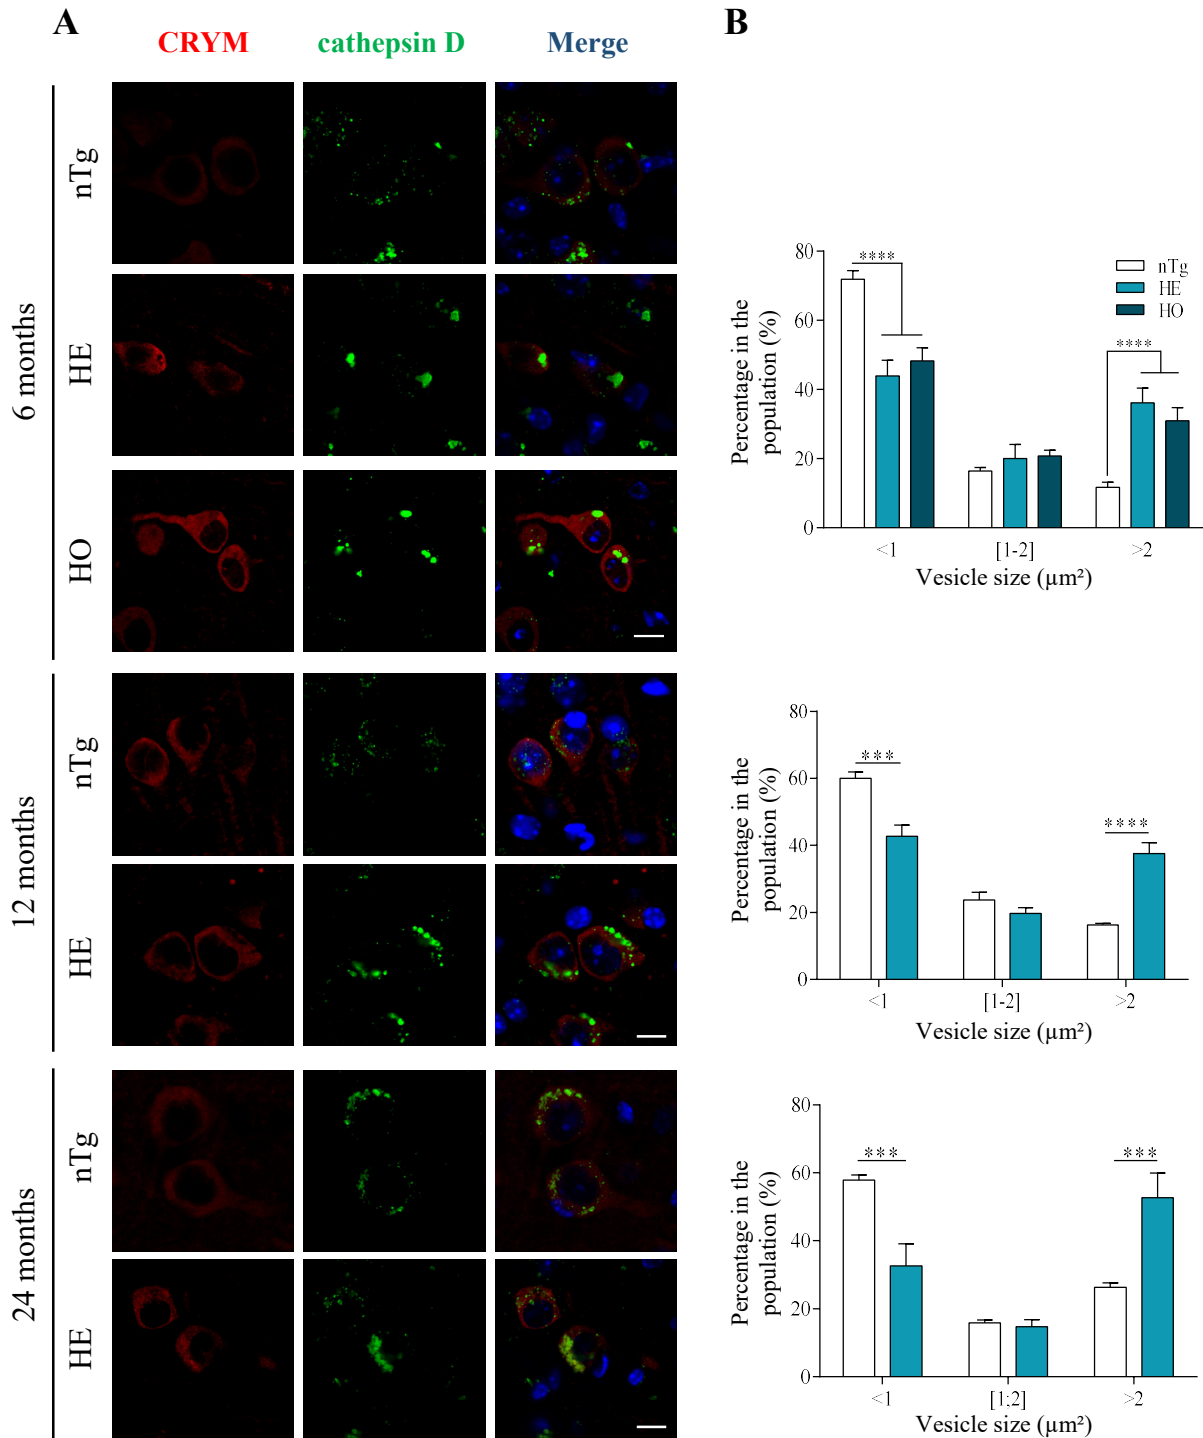 A
B
CRYM cathepsin D Merge
6 months
nTg
HE
HO
12 months
nTg
HE
24 months
nTg
HE
Percentage in the
population (%)
80
60
40
20
0
****
****
nTg
HE
HO
<1 [1-2] >2
Vesicle size (µm²)
Percentage in the
population (%)
80
60
40
20
0
***
****
<1 [1-2] >2
Vesicle size (µm²)
Percentage in the
population (%)
80
60
40
20
0
***
***
<1 [1;2] >2
Vesicle size (µm²)